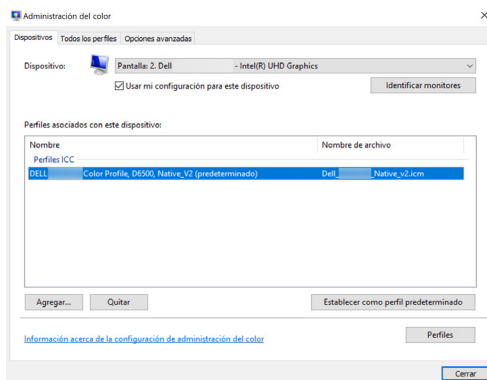 Administración del color
Dispositivos Todos los perfiles Opciones avanzadas
Dispositivo: Pantalla: 2. Dell - Intel(R) UHD Graphics
Usar mi configuración para este dispositivo Identificar monitores
Perfiles asociados con este dispositivo:
Nombre Nombre de archivo
Perfiles ICC
DELL Color Profile, D6500, Native_V2 (predeterminado) Dell_ _Native_v2.icm
Agregar... Quitar Establecer como perfil predeterminado
Información acerca de la configuración de administración del color Perfiles
Cerrar